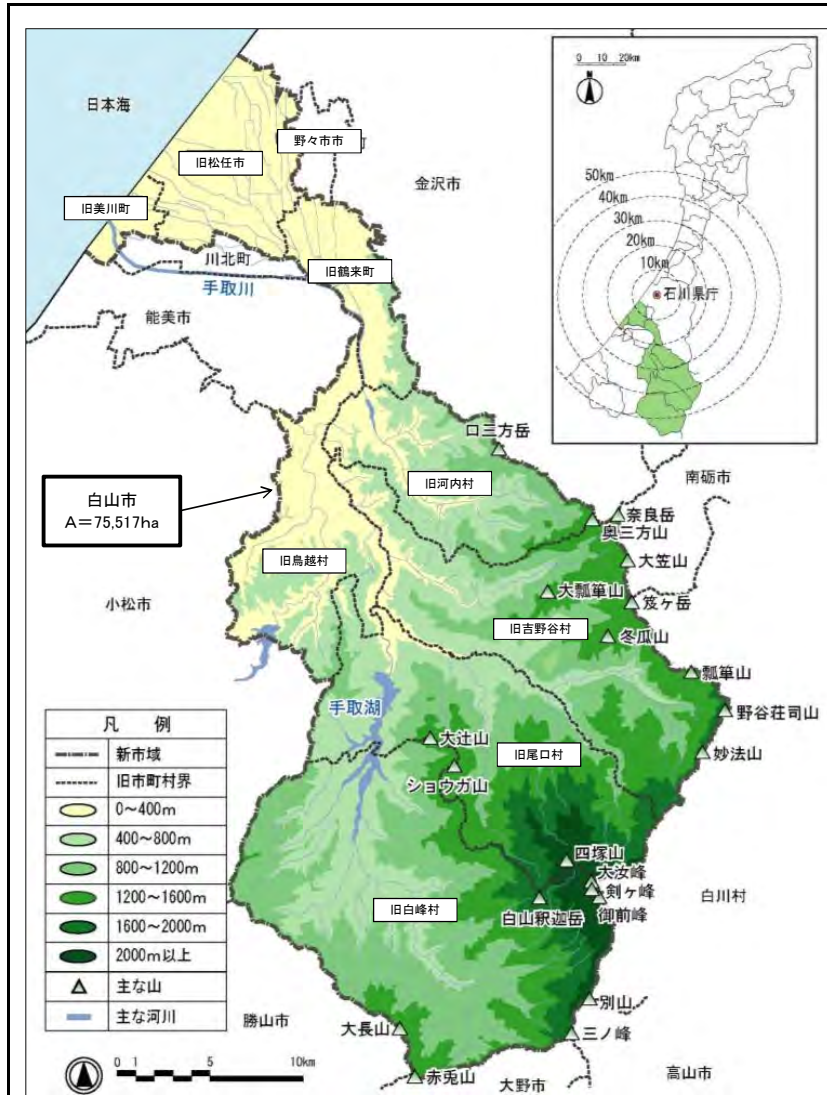 日本海
旧松任市
野々市市
金沢市
旧美川町
川北町
旧鶴来町
手取川
能美市
0 10 20km
N
50km
40km
30km
20km
10km
石川県庁
口三方岳
南砺市
白山市
A=75,517ha
旧河内村
奈良岳
奥三方山
大笠山
旧鳥越村
小松市
大瓢箪山
笈ヶ岳
旧吉野谷村
冬瓜山
瓢箪山
手取湖
野谷荘司山
大辻山
旧尾口村
妙法山
ショウガ山
凡 例
新市域
旧市町村界
0~400m
400~800m
800~1200m
1200~1600m
1600~2000m
2000m以上
主な山
主な河川
四塚山
大汝峰
剣ヶ峰
旧白峰村
白山釈迦岳
御前峰
白川村
別山
勝山市
大長山
三ノ峰
0 1 5 10km
赤兎山
大野市
高山市